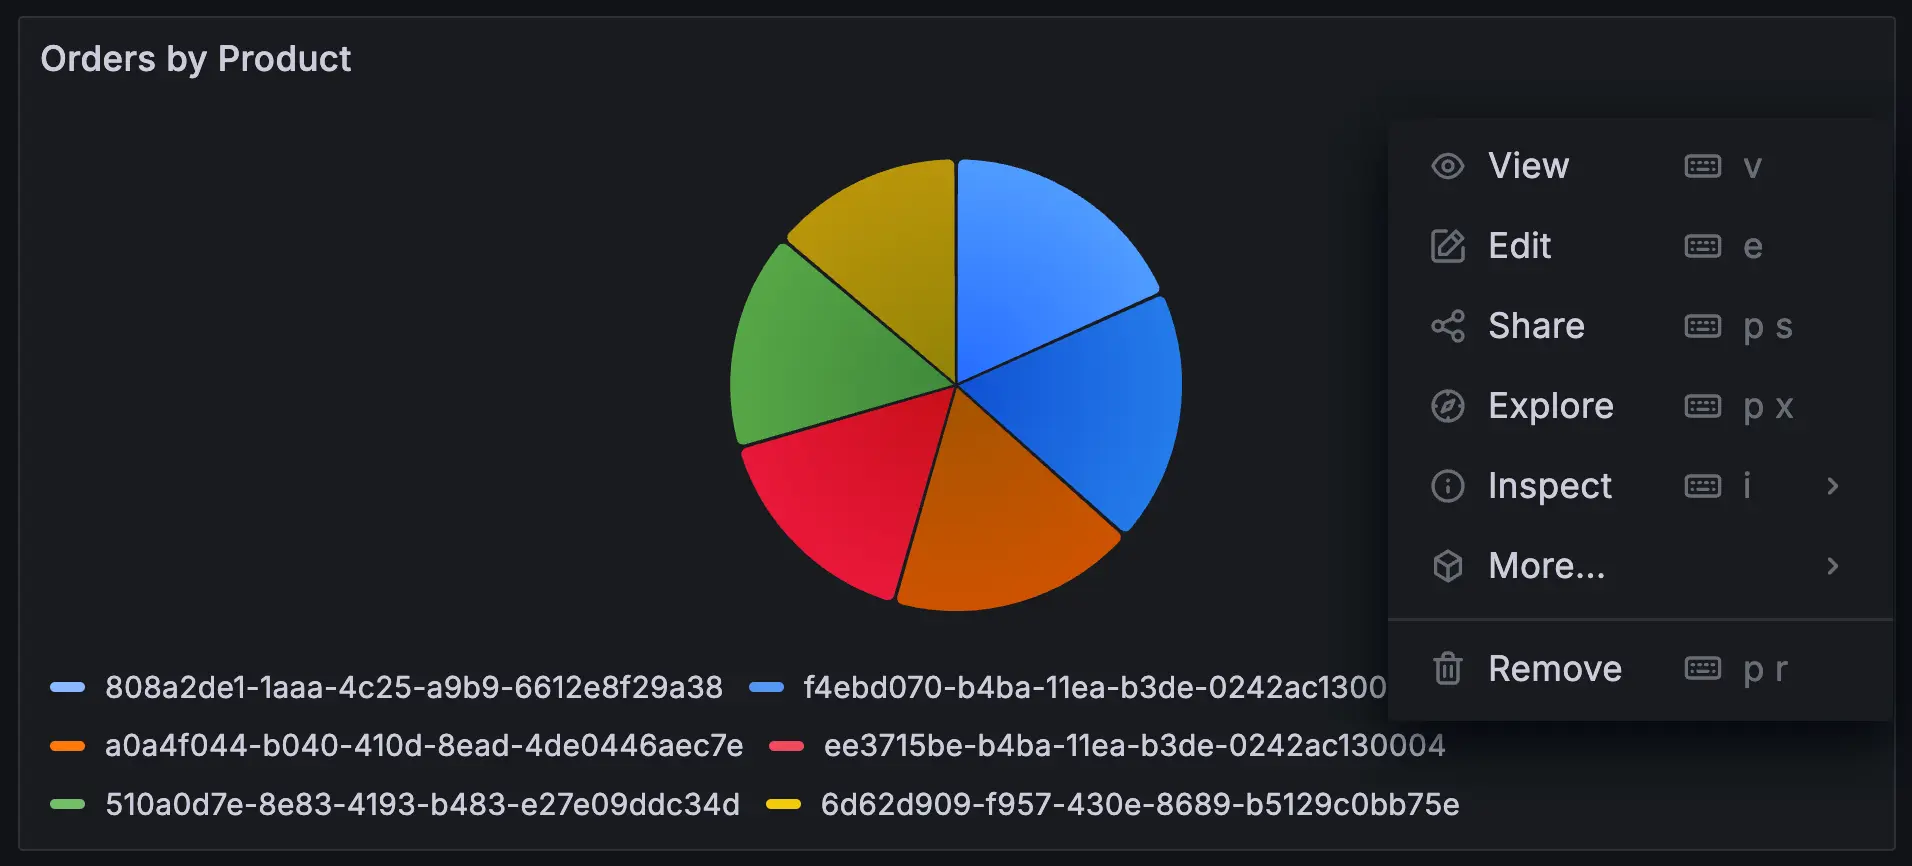 Orders by Product
View v
Edit e
Share p s
Explore p x
Inspect i
More...
Remove p r
808a2de1-1aaa-4c25-a9b9-6612e8f29a38 f4ebd070-b4ba-11ea-b3de-0242ac1300
a0a4f044-b040-410d-8ead-4de0446aec7e ee3715be-b4ba-11ea-b3de-0242ac130004
510a0d7e-8e83-4193-b483-e27e09ddc34d 6d62d909-f957-430e-8689-b5129c0bb75e